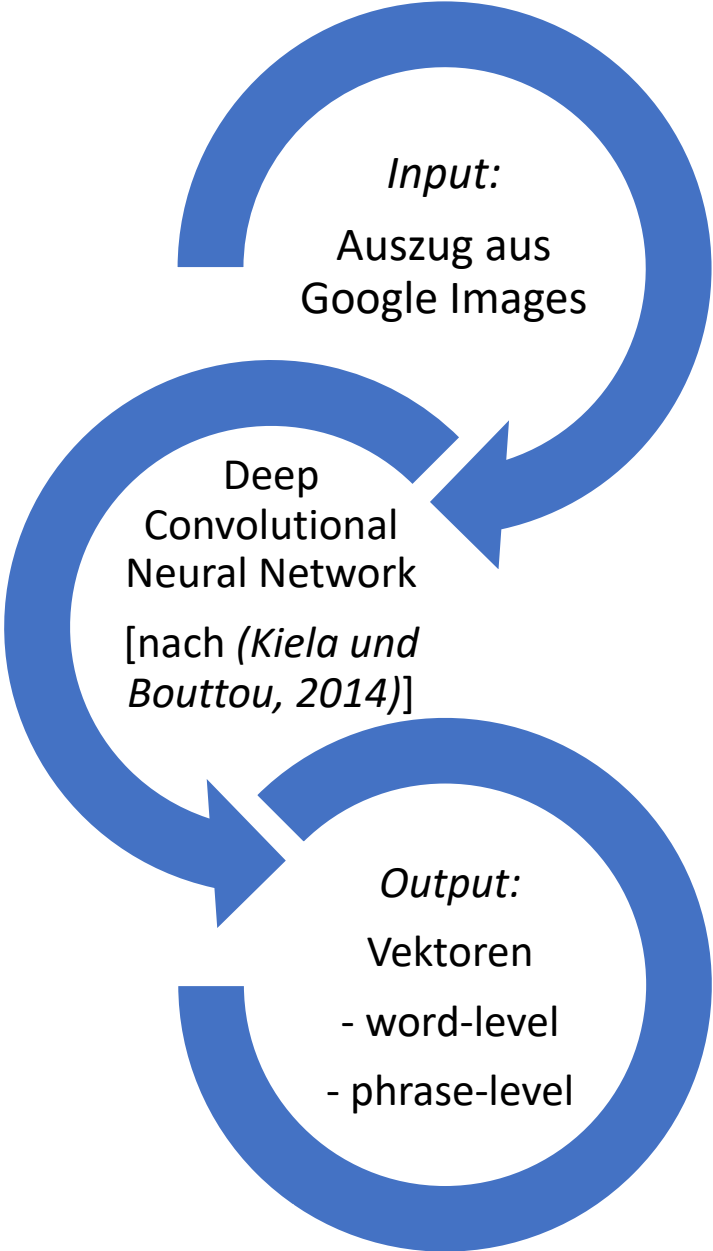 Input:
Auszug aus
Google Images
Deep
Convolutional
Neural Network
[nach (Kiela und
Bouttou, 2014)]
Output:
Vektoren
- word-level
- phrase-level